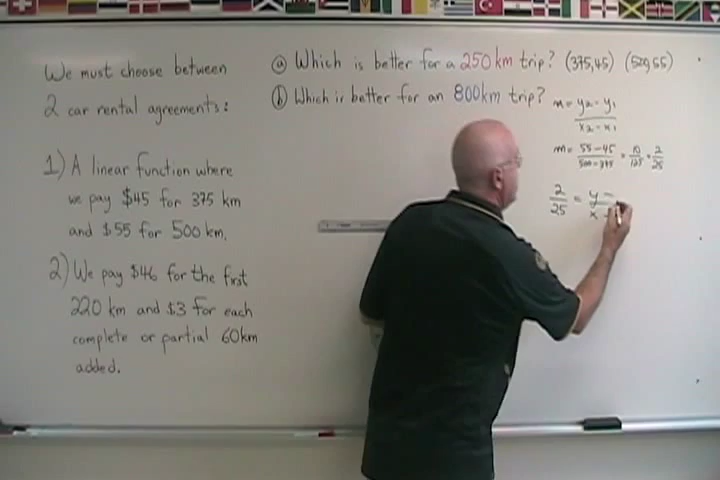 We must choose between
2 car rental agreements:
1) A linear function where
we pay $45 for 375 km
and $55 for 500 km.
2) We pay $46 for the first
220 km and $3 for each
complete or partial 60km
added.
a) Which is better for a 250 km trip? (375,45) (500,55)
b) Which is better for an 800km trip?
m = y2 - y1 / x2 - x1
m = 55 - 45 / 500 - 375 = 10/125 = 2/25
2/25 = y - / x -